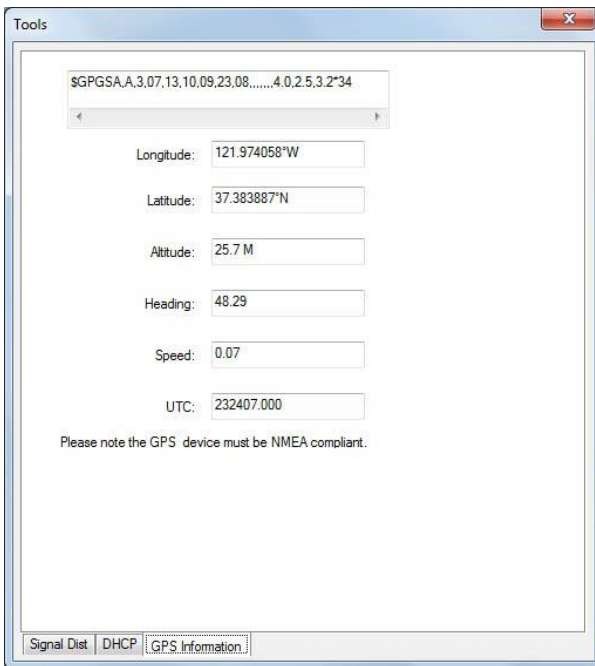 Tools
$GPGSA,A,3,07,13,10,09,23,08,,,,,,,4.0,2.5,3.2*34
Longitude: 121.974058°W
Latitude: 37.383887°N
Altitude: 25.7 M
Heading: 48.29
Speed: 0.07
UTC: 232407.000
Please note the GPS device must be NMEA compliant.
Signal Dist DHCP GPS Information